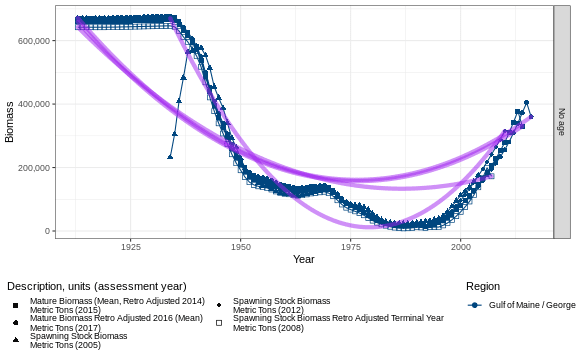 Biomass
600,000
400,000
200,000
0
1925
1950
1975
2000
Year
No age
Description, units (assessment year)
Mature Biomass (Mean, Retro Adjusted 2014)
Metric Tons (2015)
Mature Biomass Retro Adjusted 2016 (Mean)
Metric Tons (2017)
Spawning Stock Biomass
Metric Tons (2005)
Spawning Stock Biomass
Metric Tons (2012)
Spawning Stock Biomass Retro Adjusted Terminal Year
Metric Tons (2008)
Region
Gulf of Maine / George